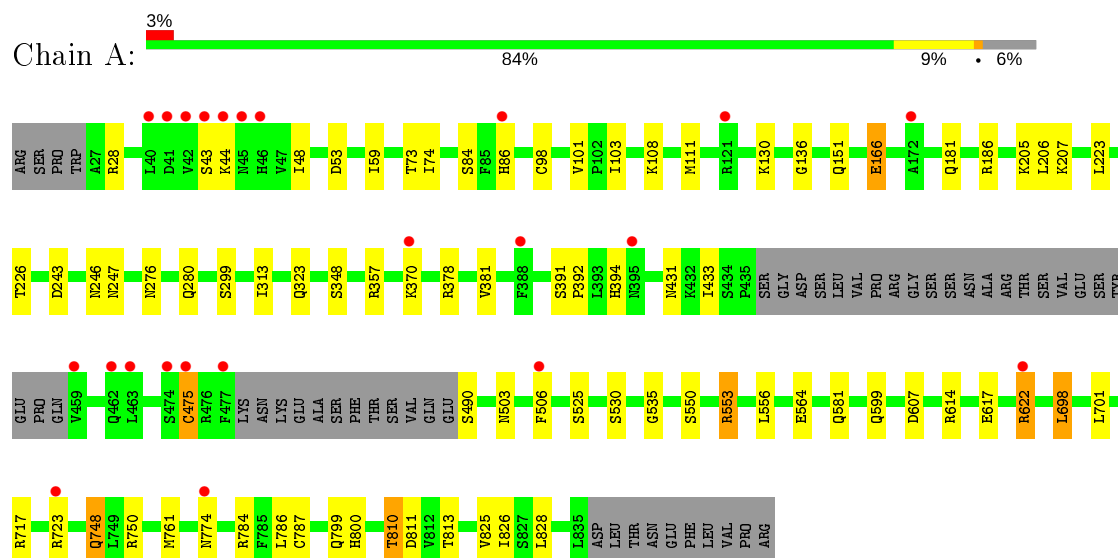 3%
Chain A:
84% 9% • 6%
ARG SER PRO TRP A27 R28 L40 D41 V42 S43 K44 N45 H46 V47 I48 D53 I59 T73 I74 S84 F85 H86 C98 V101 P102 I103 K108 M111 R121 K130 G136 Q151 E166 A172 Q181 R186 K205 L206 K207 L223
T226 D243 N246 N247 N276 Q280 S299 I313 Q323 S348 R357 K370 R378 V381 F388 S391 P392 L393 H394 N395 N431 K432 I433 S434 P435 SER GLY ASP SER LEU VAL PRO ARG GLY SER SER ASN ALA ARG THR SER VAL GLU SER TYR
GLU PRO GLN V459 Q462 L463 S474 C475 R476 F477 LYS ASN LYS GLU ALA SER PHE THR SER VAL GLN GLU S490 N503 F506 S525 S530 G535 S550 R553 L556 E564 Q581 Q599 D607 R614 E617 R622 L698 L701
R717 R723 Q748 L749 R750 M761 N774 R784 F785 L786 C787 Q799 H800 T810 D811 V812 T813 V825 I826 S827 L828 L835 ASP LEU THR ASN GLU PHE LEU VAL PRO ARG